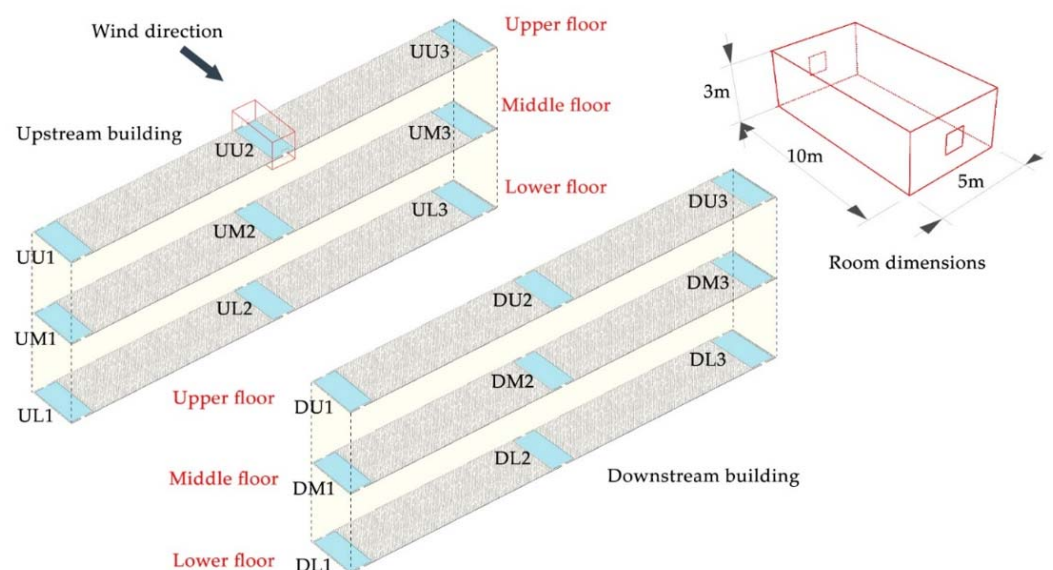 Wind direction
Upper floor
UU3
Middle floor
Upstream building
UU2
UM3
Lower floor
UM2
UL3
UU1
UL2
UM1
UL1
3m
10m
5m
Room dimensions
DU3
DU2
DM3
Upper floor
DU1
DM2
DL3
Middle floor
DM1
DL2
Downstream building
Lower floor
DL1